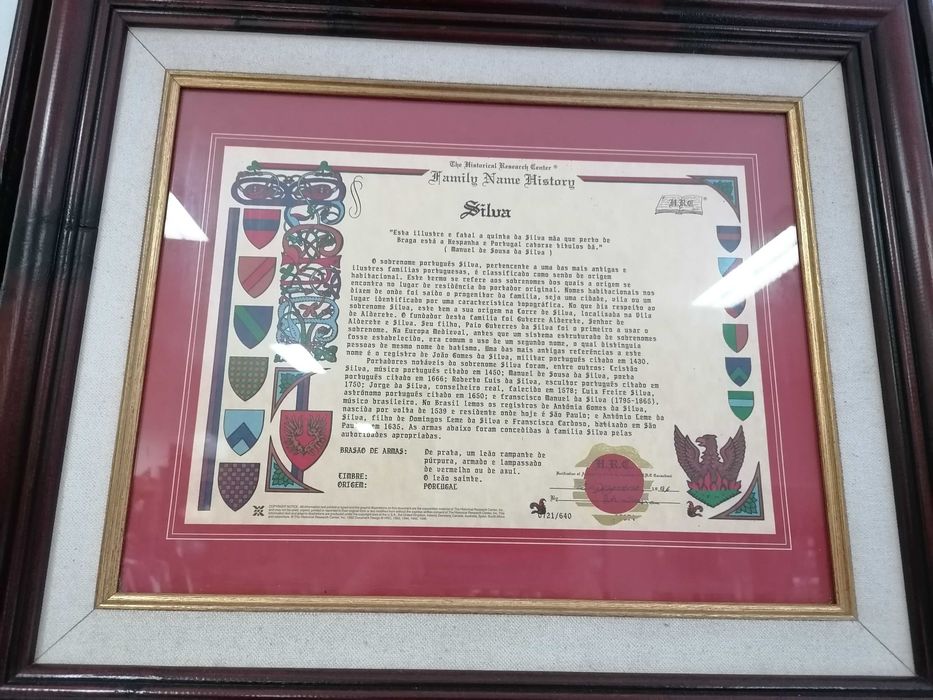 The Historical Research Center ®
Family Name History
H.R.C. ®
Silva
"Esta illustre e fatal a quinta da Silva mãa que perto de
Braga está a Hespanha e Portugal catorse titulos dá."
( Manuel de Sousa da Silva )
O sobrenome português Silva, pertencente a uma das mais antigas e
ilustres famílias portuguesas, é classificado como sendo de origem
habitacional. Este termo se refere aos sobrenomes dos quais a origem se
encontra no lugar de residência do portador original. Nomes habitacionais nos
dizem de onde foi saído o progenitor da família, seja uma cidade, vila ou um
lugar identificado por uma característica topográfica. No que diz respeito ao
sobrenome Silva, este tem a sua origem na Torre de Silva, localizada na Vila
de Alderete. O fundador desta família foi Guterre Alderete, Senhor de
Alderete e Silva. Seu filho, Paio Guterres da Silva foi o primeiro a usar o
sobrenome. Na Europa Medieval, antes que um sistema estruturado de sobrenomes
fosse estabelecido, era comum o uso de um segundo nome, o qual distinguia
pessoas de mesmo nome de batismo. Uma das mais antigas referências a este
nome é o registro de João Gomes da Silva, militar português citado em 1430.
Portadores notáveis do sobrenome Silva foram, entre outros: Tristão
Silva, músico português citado em 1450; Manuel de Sousa da Silva, poeta
português citado em 1666; Roberto Luís da Silva, escultor português citado em
1750; Jorge da Silva, conselheiro real, falecido em 1578; Luís Freire Silva,
astrónomo português citado em 1650; e Francisco Manuel da Silva (1795-1865),
músico brasileiro. No Brasil temos os registros de Antônia Gomes da Silva,
nascida por volta de 1539 e residente onde hoje é São Paulo; e Antônio Leme da
Silva, filho de Domingos Leme da Silva e Francisca Cardoso, batizado em São
Paulo em 1635. As armas abaixo foram concedidas à família Silva pelas
autoridades apropriadas.
BRASÃO DE ARMAS: De prata, um leão rampante de
púrpura, armado e lampassado
de vermelho ou de azul.
TIMBRE: O leão sainte.
ORIGEM: PORTUGAL
H.R.C.
By
0721/640
COPYRIGHT NOTICE.